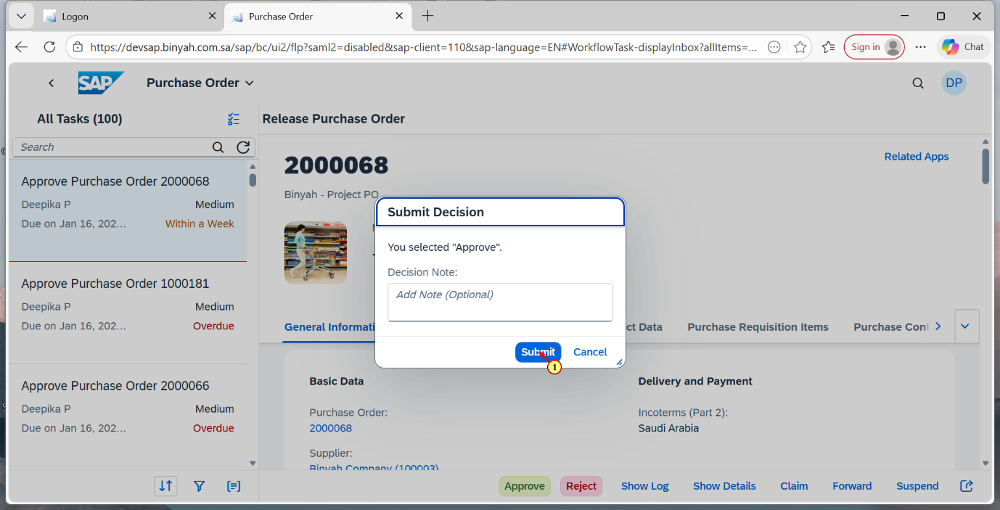 Logon
Purchase Order
https://devsap.binyah.com.sa/sap/bc/ui2/flp?saml2=disabled&sap-client=110&sap-language=EN#WorkflowTask-displayInbox?allItems=...
Sign in
Chat
SAP
Purchase Order
DP
All Tasks (100)
Release Purchase Order
Search
2000068
Related Apps
Binyah - Project PO
Approve Purchase Order 2000068
Deepika P
Medium
Due on Jan 16, 202...
Within a Week
Approve Purchase Order 1000181
Deepika P
Medium
Due on Jan 16, 202...
Overdue
Approve Purchase Order 2000066
Deepika P
Medium
Due on Jan 16, 202...
Overdue
Submit Decision
You selected "Approve".
Decision Note:
Add Note (Optional)
Submit
Cancel
1
General Informati
ct Data
Purchase Requisition Items
Purchase Cont
Basic Data
Delivery and Payment
Purchase Order:
2000068
Incoterms (Part 2):
Saudi Arabia
Supplier:
Binyah Company (100003)
Approve
Reject
Show Log
Show Details
Claim
Forward
Suspend